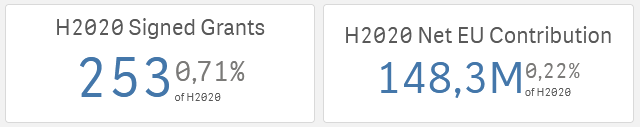 H2020 Signed Grants
253 0,71%
of H2020
H2020 Net EU Contribution
148,3M 0,22%
of H2020